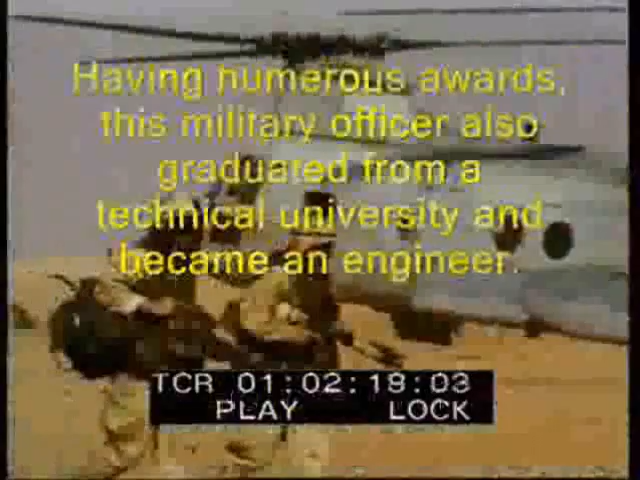 Having numerous awards,
this military officer also
graduated from a
technical university and
became an engineer.
TCR 01:02:19:03
PLAY LOCK